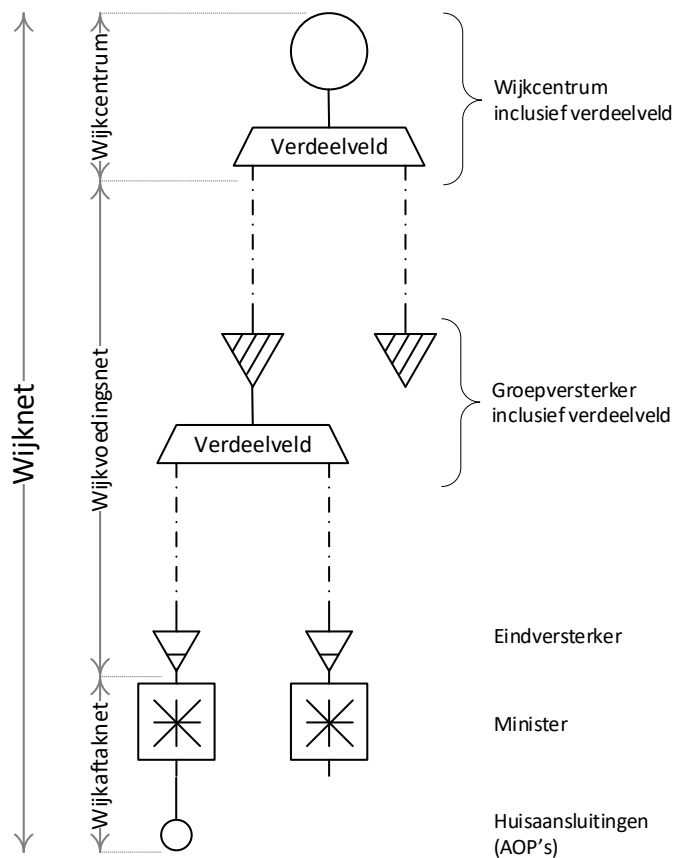 Wijknet
Wijkcentrum
Wijkvoedingsnet
Wijkaftaknet
Verdeelveld
Wijkcentrum
inclusief verdeelveld
Groepversterker
inclusief verdeelveld
Verdeelveld
Eindversterker
Minister
Huisaansluitingen
(AOP's)